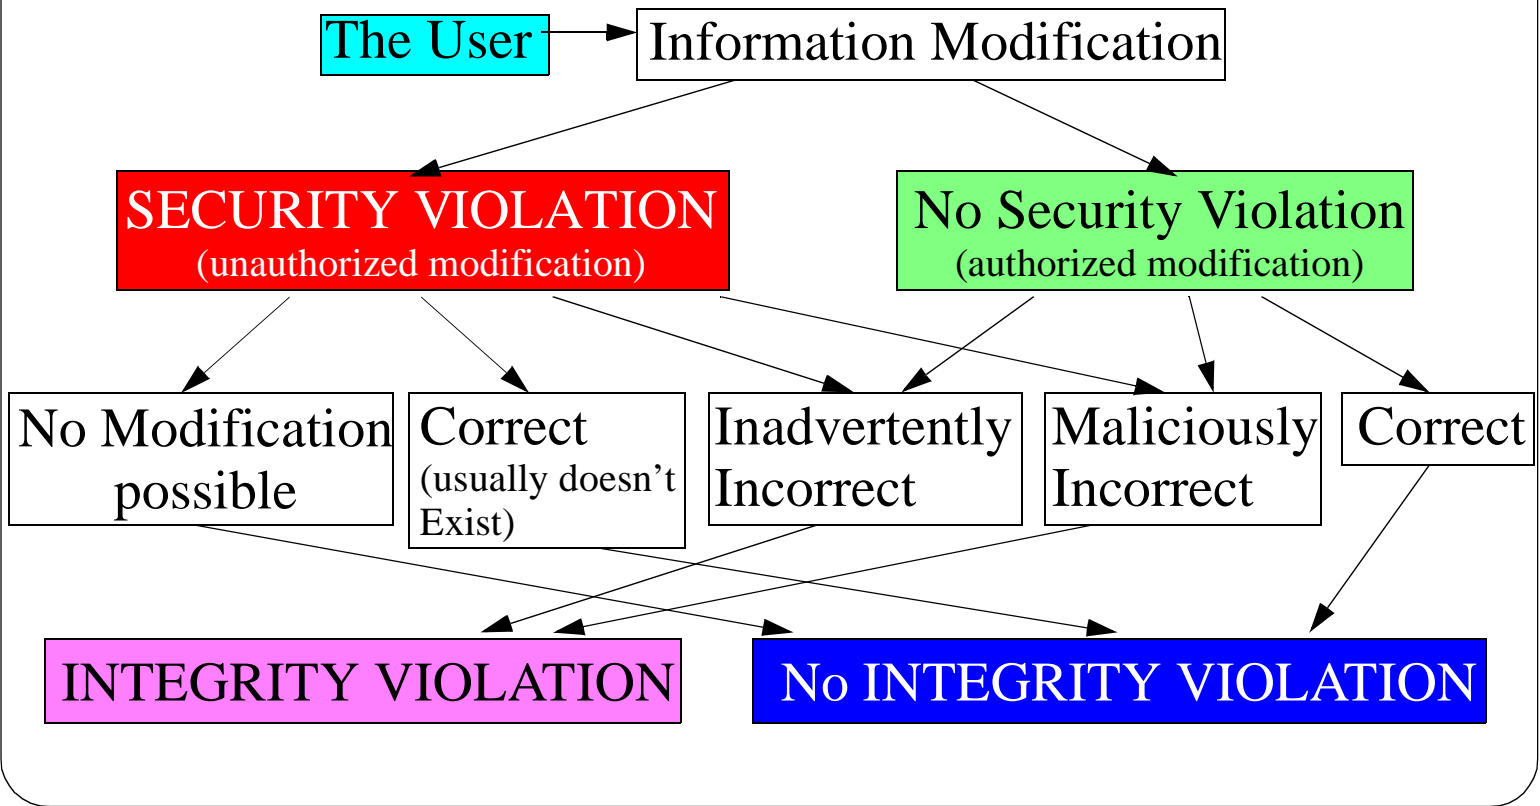 The User
Information Modification
SECURITY VIOLATION
(unauthorized modification)
No Security Violation
(authorized modification)
No Modification
possible
Correct
(usually doesn’t
Exist)
Inadvertently
Incorrect
Maliciously
Incorrect
Correct
INTEGRITY VIOLATION
No INTEGRITY VIOLATION